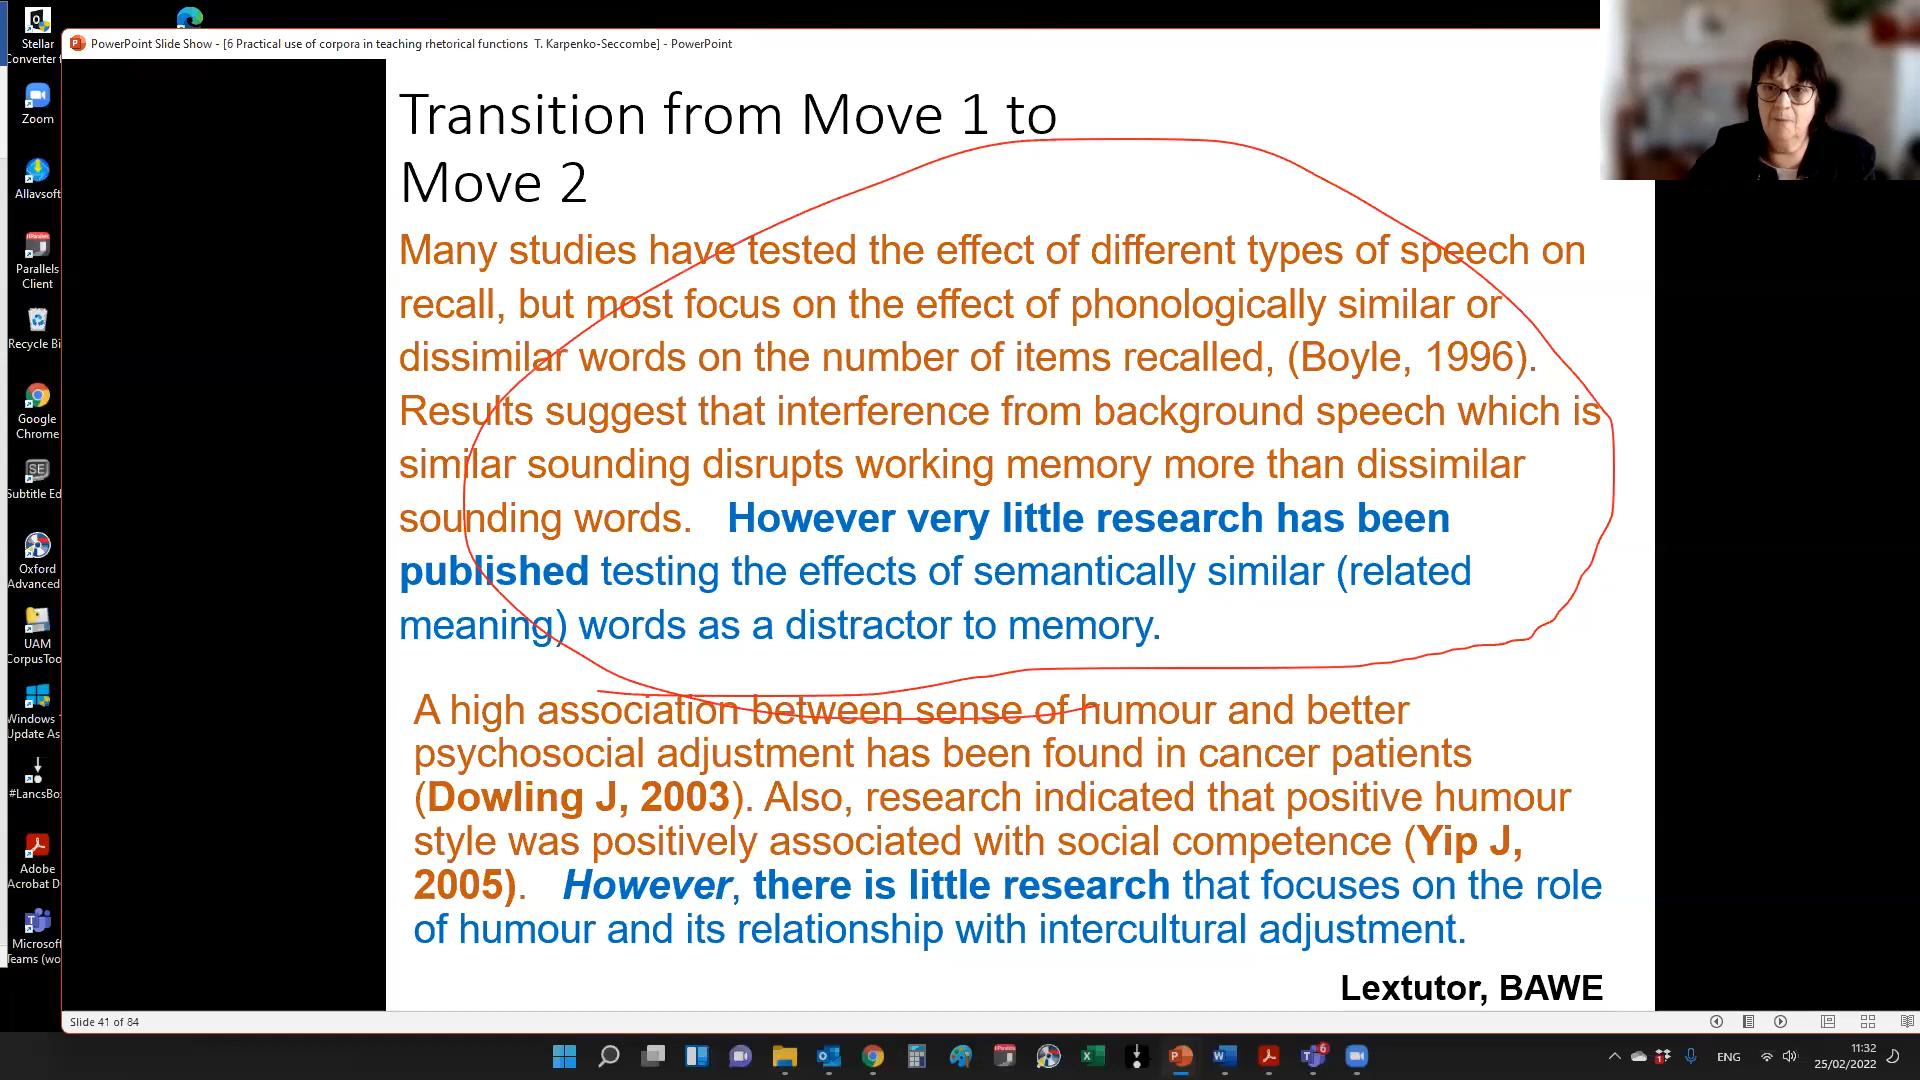 Stellar
Converter f
Zoom
Allavsoft
Parallels
Client
Recycle Bi
Google
Chrome
Subtitle Ed
Oxford
Advanced
UAM
CorpusToo
Windows
Update As
#LancsBo
Adobe
Acrobat D
Microsoft
Teams (wo
PowerPoint Slide Show - [6 Practical use of corpora in teaching rhetorical functions T. Karpenko-Seccombe] - PowerPoint
Transition from Move 1 to
Move 2
Many studies have tested the effect of different types of speech on
recall, but most focus on the effect of phonologically similar or
dissimilar words on the number of items recalled, (Boyle, 1996).
Results suggest that interference from background speech which is
similar sounding disrupts working memory more than dissimilar
sounding words. However very little research has been
published testing the effects of semantically similar (related
meaning) words as a distractor to memory.
A high association between sense of humour and better
psychosocial adjustment has been found in cancer patients
(Dowling J, 2003). Also, research indicated that positive humour
style was positively associated with social competence (Yip J,
2005). However, there is little research that focuses on the role
of humour and its relationship with intercultural adjustment.
Lextutor, BAWE
Slide 41 of 84
ENG
11:32
25/02/2022